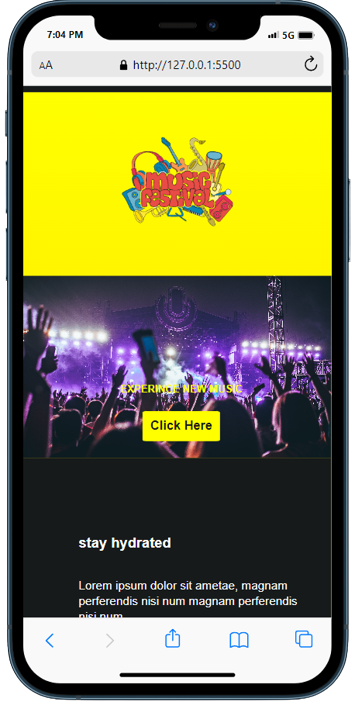 7:04 PM
5G
AA
http://127.0.0.1:5500
MUSIC
FESTIVAL
EXPERINCE NEW MUSIC
Click Here
stay hydrated
Lorem ipsum dolor sit ametae, magnam
perferendis nisi num magnam perferendis
nisi num